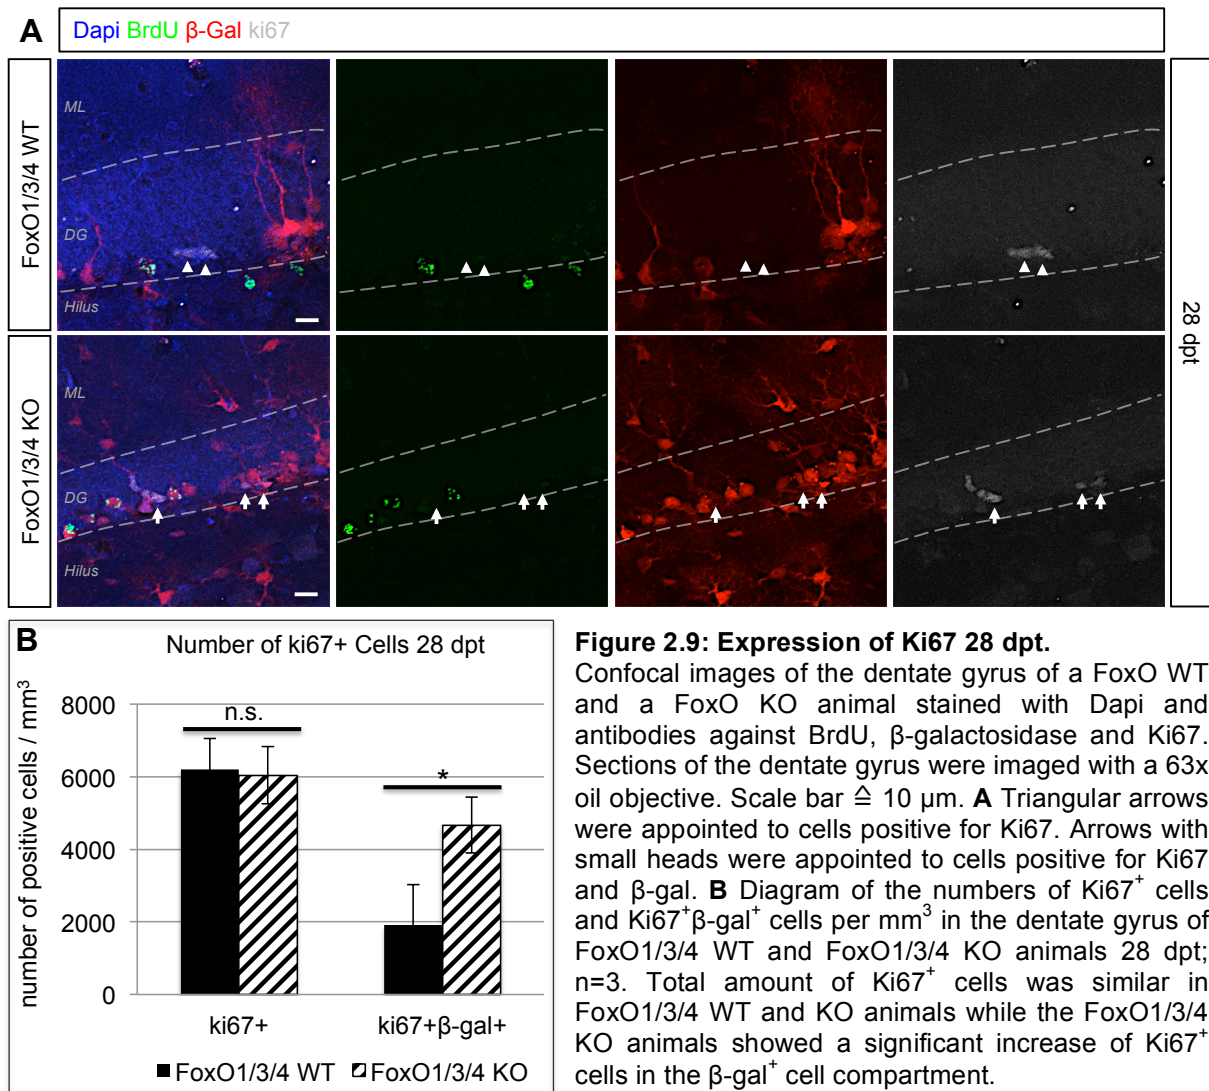 A
Dapi BrdU β-Gal ki67
FoxO1/3/4 WT
ML
DG
Hilus
28 dpt
FoxO1/3/4 KO
ML
DG
Hilus
B
Number of ki67+ Cells 28 dpt
number of positive cells / mm³
8000
6000
4000
2000
0
n.s.
*
ki67+
ki67+β-gal+
FoxO1/3/4 WT
FoxO1/3/4 KO
Figure 2.9: Expression of Ki67 28 dpt.
Confocal images of the dentate gyrus of a FoxO WT
and a FoxO KO animal stained with Dapi and
antibodies against BrdU, β-galactosidase and Ki67.
Sections of the dentate gyrus were imaged with a 63x
oil objective. Scale bar ≙ 10 µm. A Triangular arrows
were appointed to cells positive for Ki67. Arrows with
small heads were appointed to cells positive for Ki67
and β-gal. B Diagram of the numbers of Ki67⁺ cells
and Ki67⁺β-gal⁺ cells per mm³ in the dentate gyrus of
FoxO1/3/4 WT and FoxO1/3/4 KO animals 28 dpt;
n=3. Total amount of Ki67⁺ cells was similar in
FoxO1/3/4 WT and KO animals while the FoxO1/3/4
KO animals showed a significant increase of Ki67⁺
cells in the β-gal⁺ cell compartment.